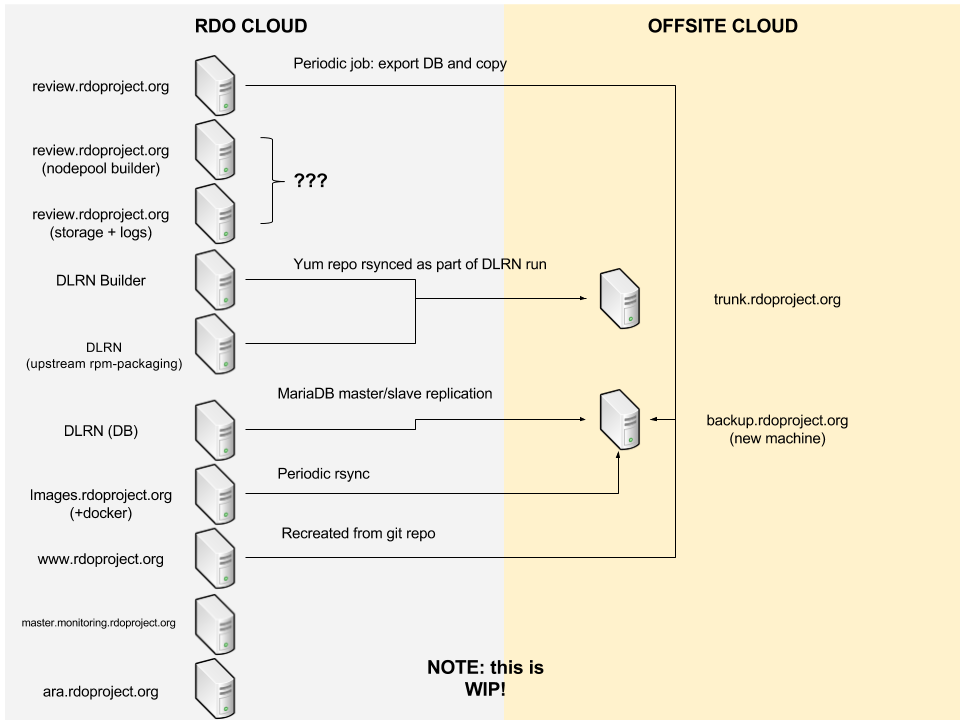 RDO CLOUD
OFFSITE CLOUD
Periodic job: export DB and copy
review.rdoproject.org
review.rdoproject.org
(nodepool builder)
???
review.rdoproject.org
(storage + logs)
Yum repo rsynced as part of DLRN run
DLRN Builder
trunk.rdoproject.org
DLRN
(upstream rpm-packaging)
MariaDB master/slave replication
DLRN (DB)
backup.rdoproject.org
(new machine)
Periodic rsync
Images.rdoproject.org
(+docker)
Recreated from git repo
www.rdoproject.org
master.monitoring.rdoproject.org
NOTE: this is
WIP!
ara.rdoproject.org